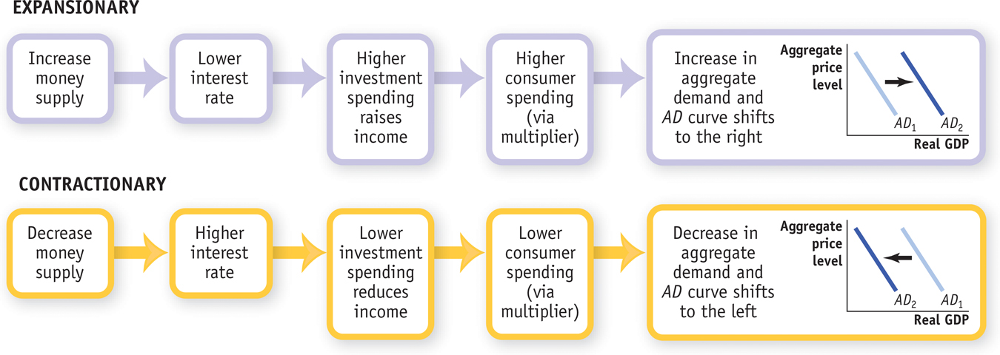 EXPANSIONARY
Increase
money
supply
Lower
interest
rate
Higher
investment
spending
raises
income
Higher
consumer
spending
(via
multiplier)
Increase in
aggregate
demand and
AD curve shifts
to the right
Aggregate
price
level
AD₁
AD₂
Real GDP
CONTRACTIONARY
Decrease
money
supply
Higher
interest
rate
Lower
investment
spending
reduces
income
Lower
consumer
spending
(via
multiplier)
Decrease in
aggregate
demand and
AD curve shifts
to the left
Aggregate
price
level
AD₂
AD₁
Real GDP